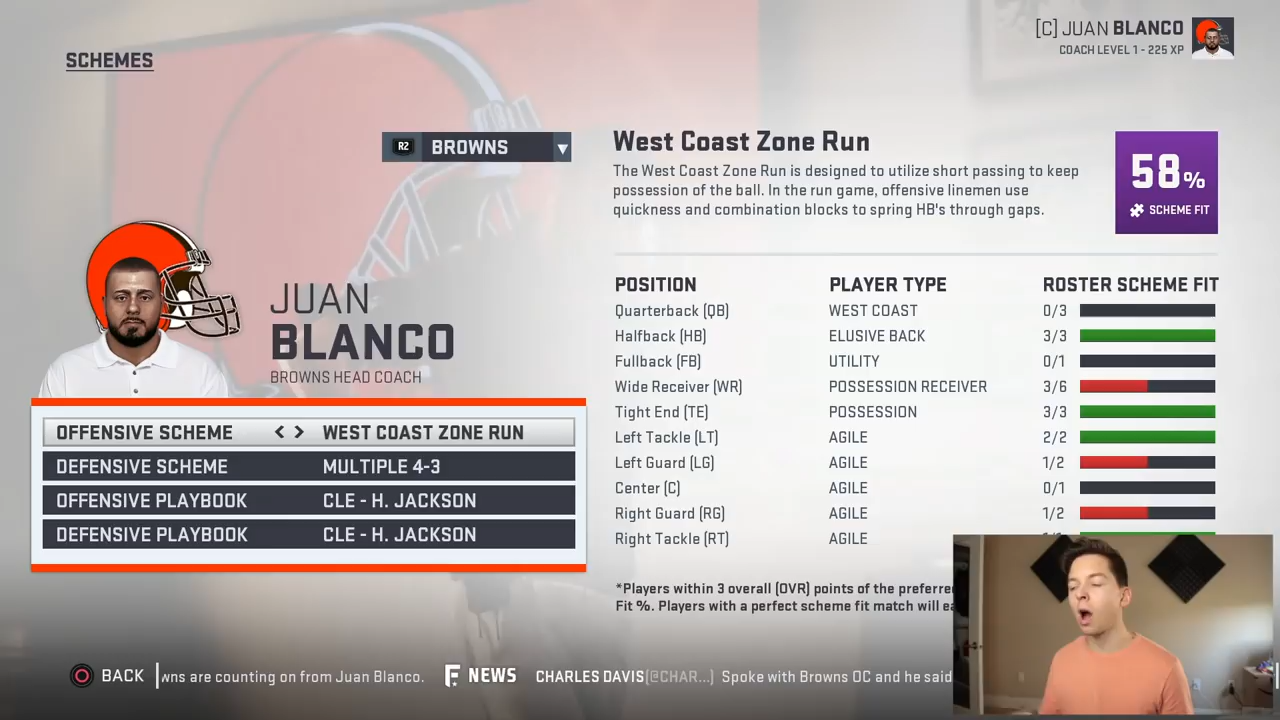 SCHEMES
[C] JUAN BLANCO
COACH LEVEL 1 - 225 XP
R2 BROWNS
West Coast Zone Run
The West Coast Zone Run is designed to utilize short passing to keep
possession of the ball. In the run game, offensive linemen use
quickness and combination blocks to spring HB's through gaps.
58%
SCHEME FIT
JUAN
BLANCO
BROWNS HEAD COACH
OFFENSIVE SCHEME < > WEST COAST ZONE RUN
DEFENSIVE SCHEME MULTIPLE 4-3
OFFENSIVE PLAYBOOK CLE - H. JACKSON
DEFENSIVE PLAYBOOK CLE - H. JACKSON
POSITION PLAYER TYPE ROSTER SCHEME FIT
Quarterback (QB) WEST COAST 0/3
Halfback (HB) ELUSIVE BACK 3/3
Fullback (FB) UTILITY 0/1
Wide Receiver (WR) POSSESSION RECEIVER 3/6
Tight End (TE) POSSESSION 3/3
Left Tackle (LT) AGILE 2/2
Left Guard (LG) AGILE 1/2
Center (C) AGILE 0/1
Right Guard (RG) AGILE 1/2
Right Tackle (RT) AGILE
*Players within 3 overall (OVR) points of the preferre
Fit %. Players with a perfect scheme fit match will ea
BACK wns are counting on from Juan Blanco. NEWS CHARLES DAVIS[@CHAR...] Spoke with Browns OC and he said